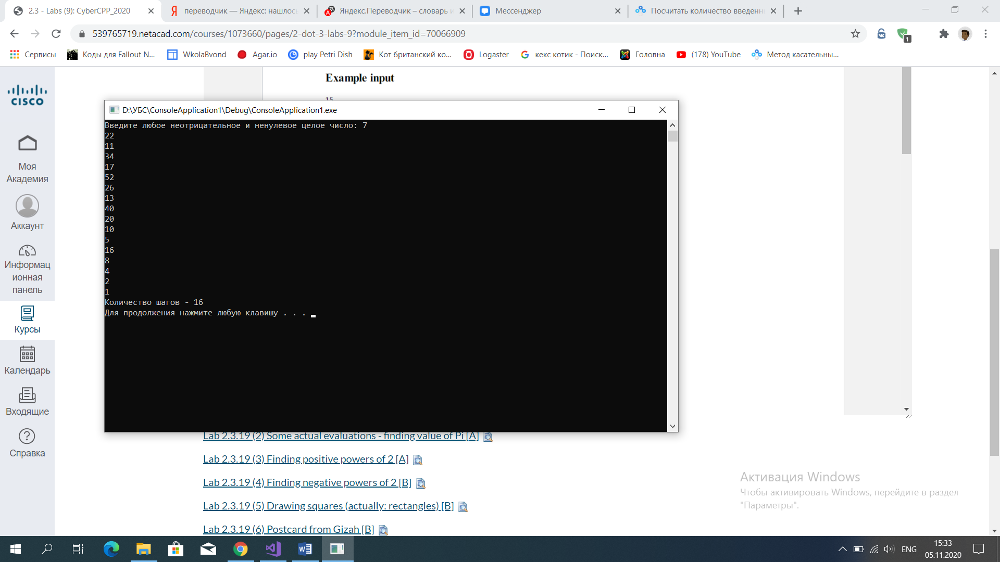 2.3 - Labs (9): CyberCPP_2020
переводчик — Яндекс: нашлось
Яндекс.Переводчик – словарь и
Мессенджер
Посчитать количество введенн
539765719.netacad.com/courses/1073660/pages/2-dot-3-labs-9?module_item_id=70066909
1
Сервисы
Коды для Fallout N...
WkolaBvond
Agar.io
play Petri Dish
Кот британский ко...
Logaster
кекс котик - Поиск...
Головна
(178) YouTube
Метод касательны...
CISCO
Моя
Академия
Аккаунт
Информац
ионная
панель
Курсы
Календарь
Входящие
Справка
Example input
15
D:\УБС\ConsoleApplication1\Debug\ConsoleApplication1.exe
Введите любое неотрицательное и ненулевое целое число: 7
22
11
34
17
52
26
13
40
20
10
5
16
8
4
2
1
Количество шагов - 16
Для продолжения нажмите любую клавишу . . .
Lab 2.3.19 (2) Some actual evaluations - finding value of Pi [A]
Lab 2.3.19 (3) Finding positive powers of 2 [A]
Lab 2.3.19 (4) Finding negative powers of 2 [B]
Lab 2.3.19 (5) Drawing squares (actually: rectangles) [B]
Lab 2.3.19 (6) Postcard from Gizah [B]
Активация Windows
Чтобы активировать Windows, перейдите в раздел
"Параметры".
ENG
15:33
05.11.2020